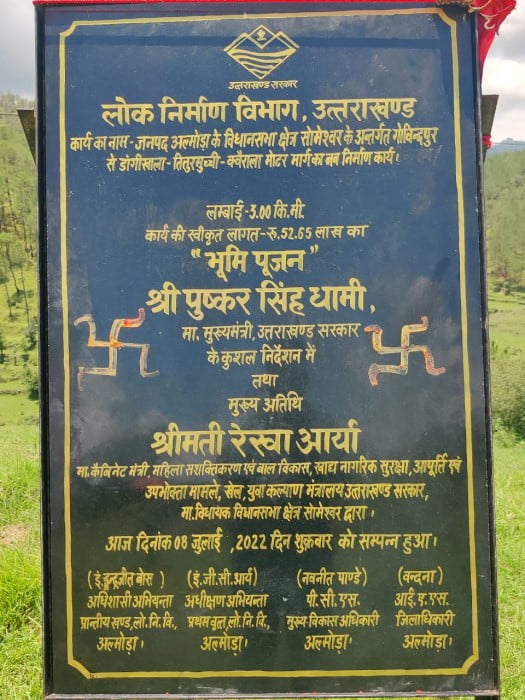 उत्तराखण्ड सरकार
लोक निर्माण विभाग, उत्तराखण्ड
कार्य का नाम - जनपद अल्मोड़ा के विधानसभा क्षेत्र सोमेश्वर के अन्तर्गत गोविन्दपुर
से डांगीखाला - तितुरपुच्ची - क्वैराला मोटर मार्ग का नव निर्माण कार्य।
लम्बाई -3.00 कि.मी.
कार्य की स्वीकृत लागत - रु.52.65 लाख का
"भूमि पूजन"
श्री पुष्कर सिंह धामी,
मा. मुख्यमंत्री, उत्तराखण्ड सरकार
के कुशल निर्देशन में
तथा
मुख्य अतिथि
श्रीमती रेखा आर्या
मा. कैबिनेट मंत्री, महिला सशक्तिकरण एवं बाल विकास, खाद्य नागरिक सुरक्षा, आपूर्ति एवं
उपभोक्ता मामले, खेल, युवा कल्याण मंत्रालय उत्तराखण्ड सरकार,
मा. विधायक विधानसभा क्षेत्र सोमेश्वर द्वारा।
आज दिनांक 08 जुलाई ,2022 दिन शुक्रवार को सम्पन्न हुआ।
(इं.इन्द्रजीत बोस) (इं.जी.सी.आर्य) (नवनीत पाण्डे) (वन्दना)
अधिशासी अभियन्ता अधीक्षण अभियन्ता पी.सी.एस. आई.ए.एस.
प्रान्तीय खण्ड, लो.नि.वि., प्रथम वृत्त, लो.नि.वि., मुख्य विकास अधिकारी जिलाधिकारी
अल्मोड़ा। अल्मोड़ा। अल्मोड़ा। अल्मोड़ा।